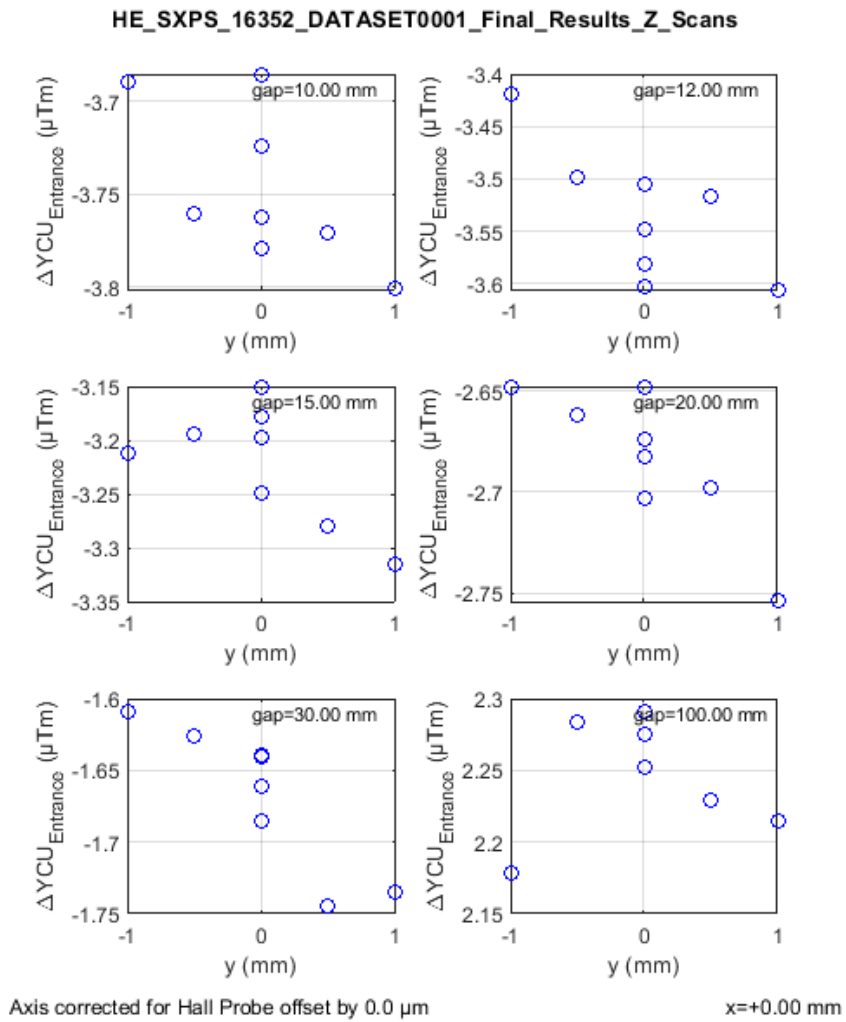 HE_SXPS_16352_DATASET0001_Final_Results_Z_Scans
ΔYCU_Entrance (μTm)
gap=10.00 mm
-3.7
-3.75
-3.8
-1 0 1
y (mm)
ΔYCU_Entrance (μTm)
gap=12.00 mm
-3.4
-3.45
-3.5
-3.55
-3.6
-1 0 1
y (mm)
ΔYCU_Entrance (μTm)
gap=15.00 mm
-3.15
-3.2
-3.25
-3.3
-3.35
-1 0 1
y (mm)
ΔYCU_Entrance (μTm)
gap=20.00 mm
-2.65
-2.7
-2.75
-1 0 1
y (mm)
ΔYCU_Entrance (μTm)
gap=30.00 mm
-1.6
-1.65
-1.7
-1.75
-1 0 1
y (mm)
ΔYCU_Entrance (μTm)
gap=100.00 mm
2.3
2.25
2.2
2.15
-1 0 1
y (mm)
Axis corrected for Hall Probe offset by 0.0 μm
x=+0.00 mm